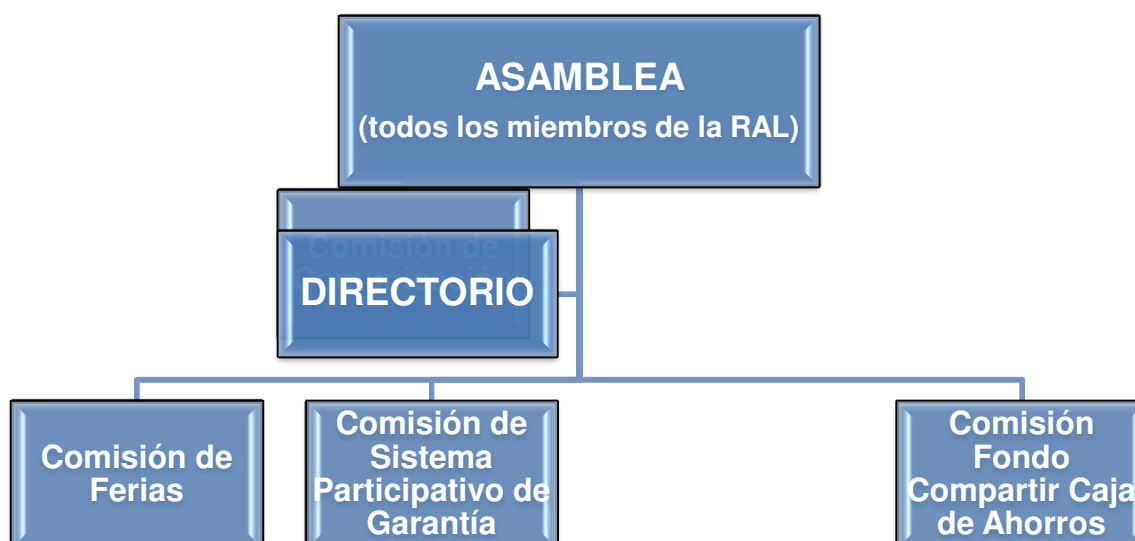 ASAMBLEA
(todos los miembros de la RAL)
Comisión de
DIRECTORIO
Comisión de
Ferias
Comisión de
Sistema
Participativo de
Garantía
Comisión
Fondo
Compartir Caja
de Ahorros